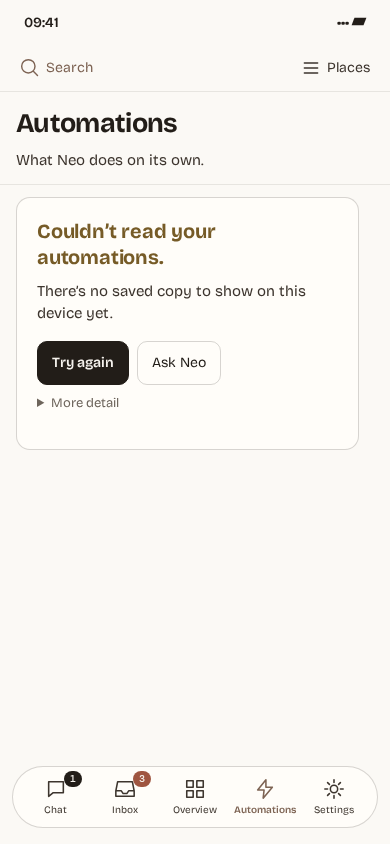 09:41
Search
Places
Automations
What Neo does on its own.
Couldn’t read your
automations.
There’s no saved copy to show on this
device yet.
Try again
Ask Neo
More detail
1
3
Chat
Inbox
Overview
Automations
Settings